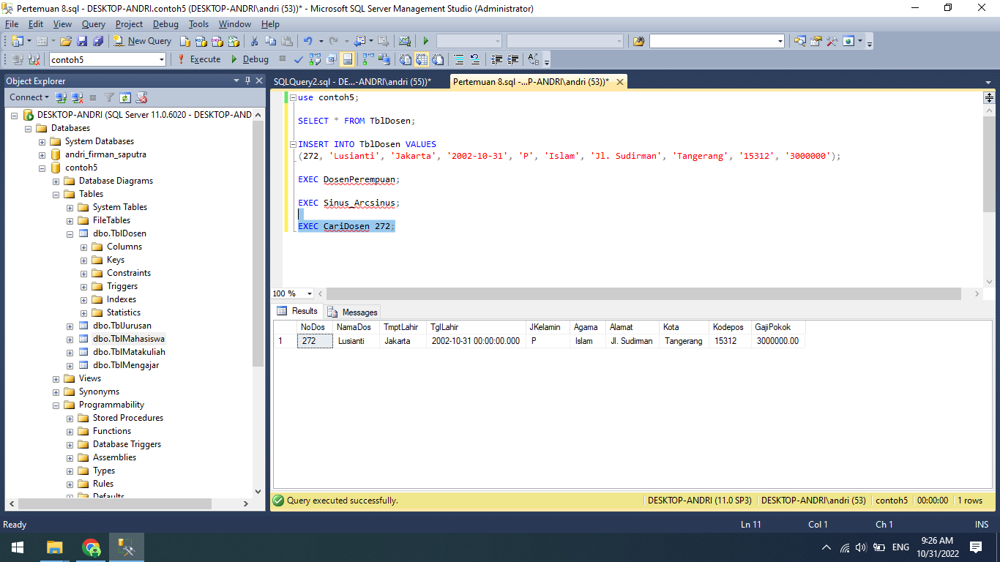 Pertemuan 8.sql - DESKTOP-ANDRI.contoh5 (DESKTOP-ANDRI\andri (53))* - Microsoft SQL Server Management Studio (Administrator)
File Edit View Query Project Debug Tools Window Help
New Query
contoh5 Execute Debug
Object Explorer
Connect
DESKTOP-ANDRI (SQL Server 11.0.6020 - DESKTOP-AND
Databases
System Databases
andri_firman_saputra
contoh5
Database Diagrams
Tables
System Tables
FileTables
dbo.TblDosen
Columns
Keys
Constraints
Triggers
Indexes
Statistics
dbo.TblJurusan
dbo.TblMahasiswa
dbo.TblMatakuliah
dbo.TblMengajar
Views
Synonyms
Programmability
Stored Procedures
Functions
Database Triggers
Assemblies
Types
Rules
Defaults
SQLQuery2.sql - DE...-ANDRI\andri (55))* Pertemuan 8.sql -...P-ANDRI\andri (53))*
use contoh5;
SELECT * FROM TblDosen;
INSERT INTO TblDosen VALUES
(272, 'Lusianti', 'Jakarta', '2002-10-31', 'P', 'Islam', 'Jl. Sudirman', 'Tangerang', '15312', '3000000');
EXEC DosenPerempuan;
EXEC Sinus_Arcsinus;
EXEC CariDosen 272;
100 %
Results Messages
NoDos NamaDos TmptLahir TglLahir JKelamin Agama Alamat Kota Kodepos GajiPokok
1 272 Lusianti Jakarta 2002-10-31 00:00:00.000 P Islam Jl. Sudirman Tangerang 15312 3000000.00
Query executed successfully. DESKTOP-ANDRI (11.0 SP3) DESKTOP-ANDRI\andri (53) contoh5 00:00:00 1 rows
Ready Ln 11 Col 1 Ch 1 INS
ENG 9:26 AM
10/31/2022